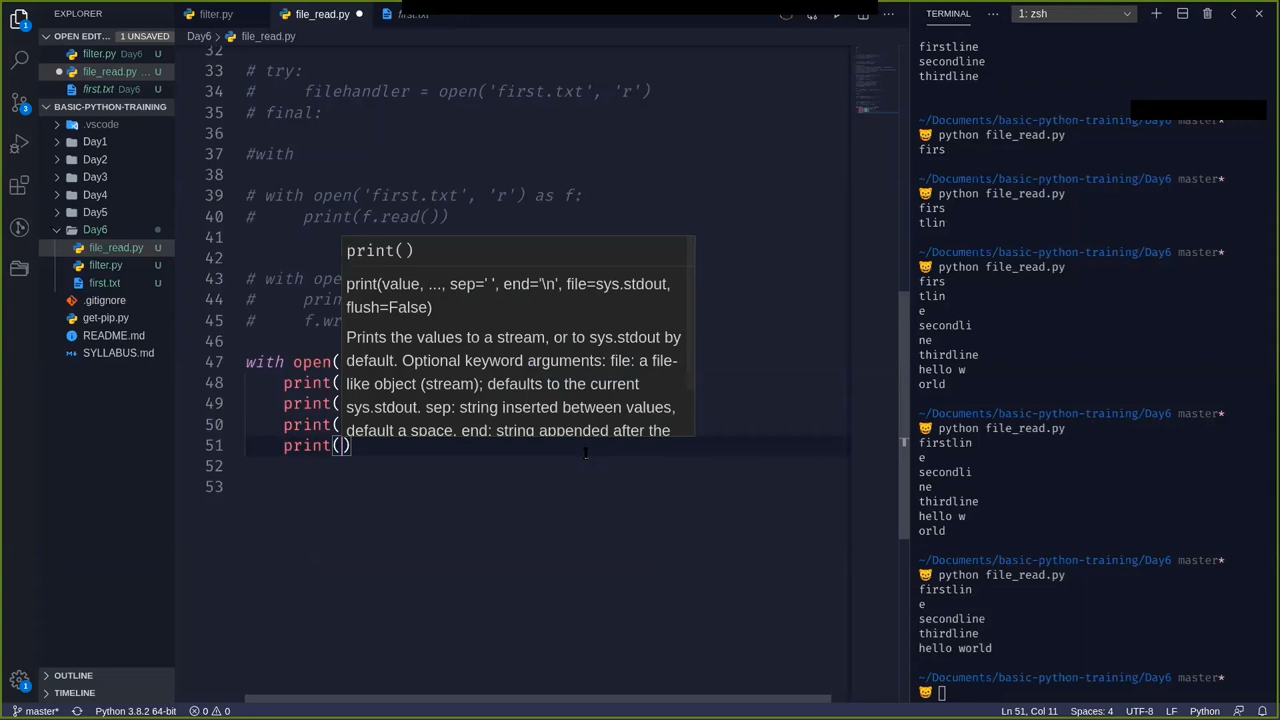 EXPLORER
OPEN EDIT... 1 UNSAVED
filter.py Day6
file_read.py ...
first.txt Day6
BASIC-PYTHON-TRAINING
.vscode
Day1
Day2
Day3
Day4
Day5
Day6
file_read.py U
filter.py U
first.txt U
.gitignore
get-pip.py U
README.md
SYLLABUS.md
OUTLINE
TIMELINE
1
3
1
filter.py
file_read.py
first.txt
Day6 > file_read.py
32
33 # try:
34 # filehandler = open('first.txt', 'r')
35 # final:
36
37 #with
38
39 # with open('first.txt', 'r') as f:
40 # print(f.read())
41
42
43 # with ope
44 # prin
45 # f.wr
46
47 with open(
48 print(
49 print(
50 print(
51 print()
52
53
print()
print(value, ..., sep=' ', end='\n', file=sys.stdout,
flush=False)
Prints the values to a stream, or to sys.stdout by
default. Optional keyword arguments: file: a file-
like object (stream); defaults to the current
sys.stdout. sep: string inserted between values,
default a space. end: string appended after the
TERMINAL ... 1: zsh
firstline
secondline
thirdline
~/Documents/basic-python-training/Day6 master*
python file_read.py
firs
~/Documents/basic-python-training/Day6 master*
python file_read.py
firs
tlin
~/Documents/basic-python-training/Day6 master*
python file_read.py
firs
tlin
e
secondli
ne
thirdline
hello w
orld
~/Documents/basic-python-training/Day6 master*
python file_read.py
firstlin
e
secondli
ne
thirdline
hello w
orld
~/Documents/basic-python-training/Day6 master*
python file_read.py
firstlin
e
secondline
thirdline
hello world
~/Documents/basic-python-training/Day6 master*
master* Python 3.8.2 64-bit 0 0 Ln 51, Col 11 Spaces: 4 UTF-8 LF Python